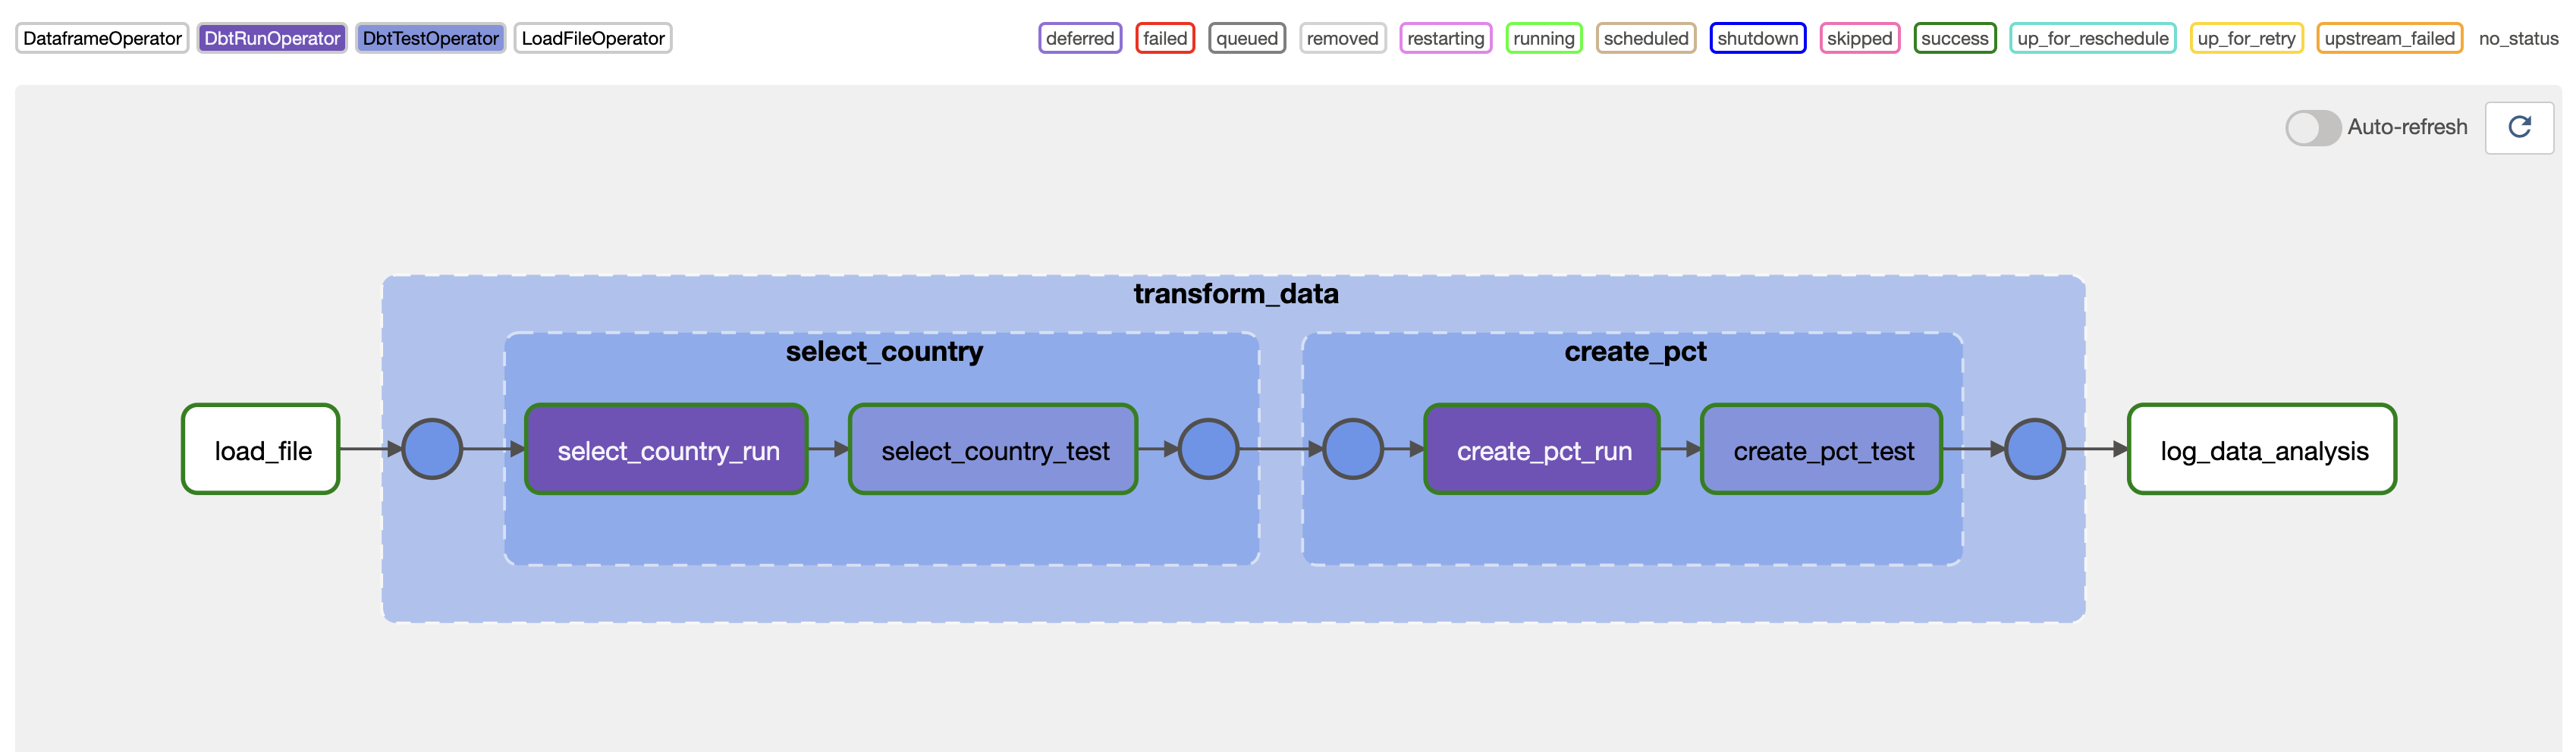 DataframeOperator DbtRunOperator DbtTestOperator LoadFileOperator deferred failed queued removed restarting running scheduled shutdown skipped success up_for_reschedule up_for_retry upstream_failed no_status
Auto-refresh
transform_data
select_country create_pct
load_file select_country_run select_country_test create_pct_run create_pct_test log_data_analysis